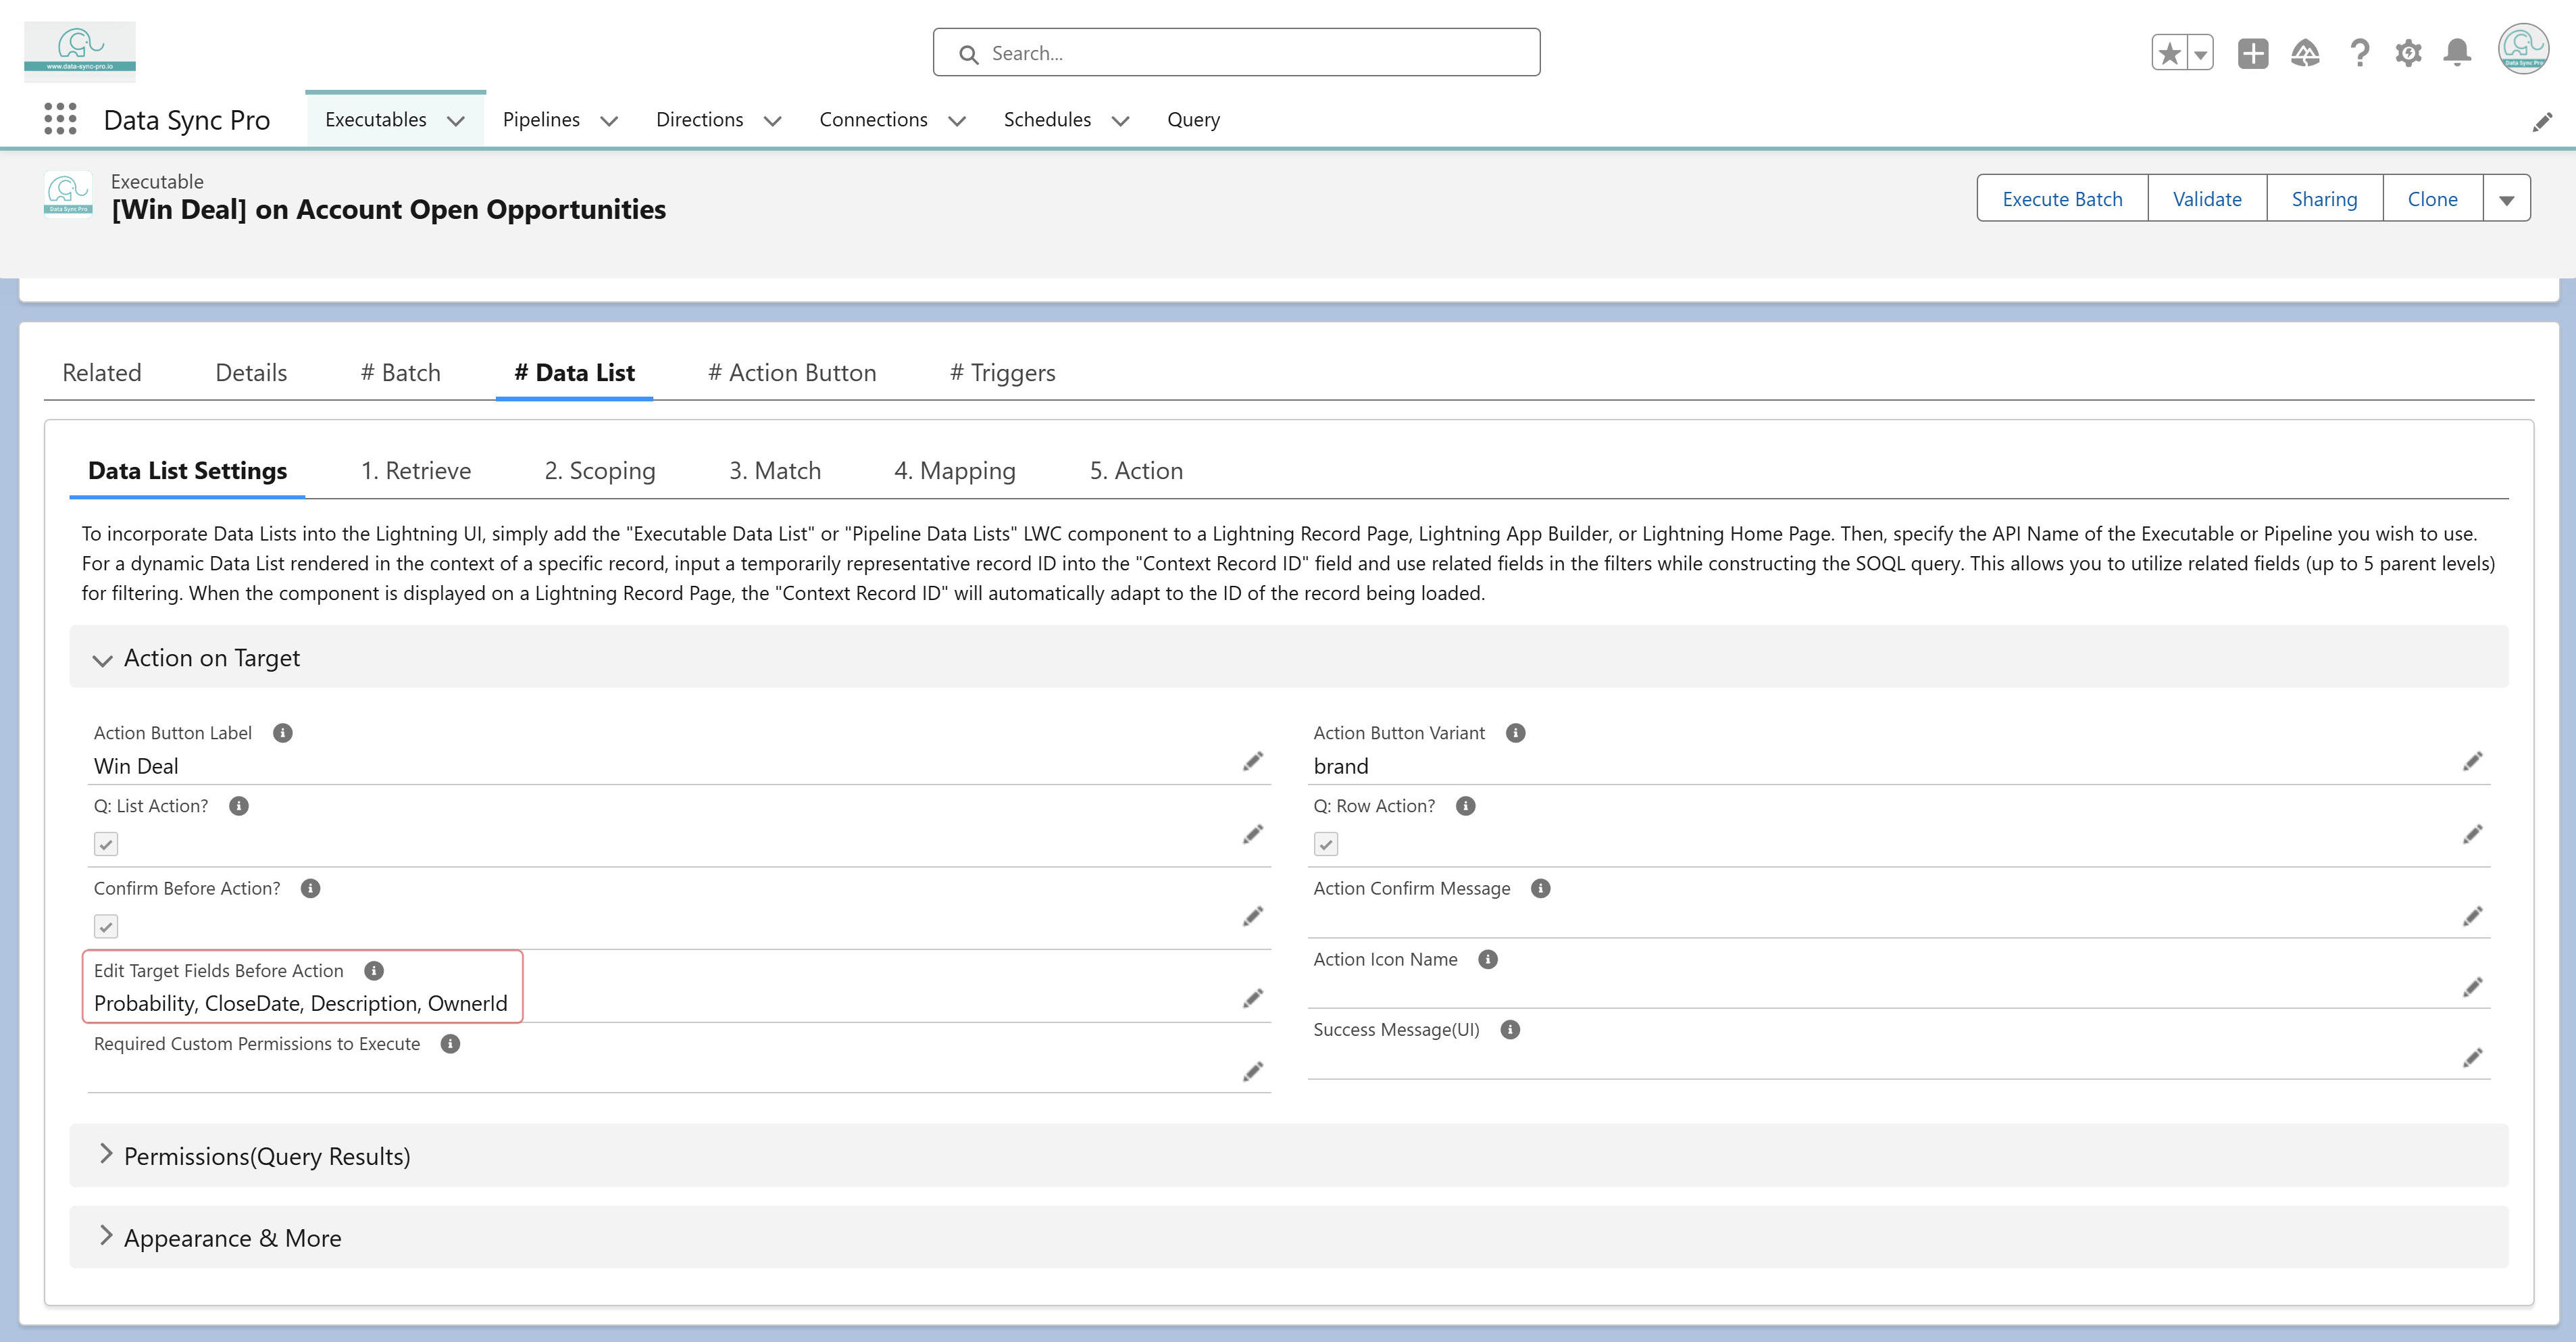 www.data-sync-pro.io
Search...
Data Sync Pro
Data Sync Pro
Executables
Pipelines
Directions
Connections
Schedules
Query
Data Sync Pro
Executable
[Win Deal] on Account Open Opportunities
Execute Batch
Validate
Sharing
Clone
Related
Details
# Batch
# Data List
# Action Button
# Triggers
Data List Settings
1. Retrieve
2. Scoping
3. Match
4. Mapping
5. Action
To incorporate Data Lists into the Lightning UI, simply add the "Executable Data List" or "Pipeline Data Lists" LWC component to a Lightning Record Page, Lightning App Builder, or Lightning Home Page. Then, specify the API Name of the Executable or Pipeline you wish to use.
For a dynamic Data List rendered in the context of a specific record, input a temporarily representative record ID into the "Context Record ID" field and use related fields in the filters while constructing the SOQL query. This allows you to utilize related fields (up to 5 parent levels)
for filtering. When the component is displayed on a Lightning Record Page, the "Context Record ID" will automatically adapt to the ID of the record being loaded.
Action on Target
Action Button Label
Win Deal
Action Button Variant
brand
Q: List Action?
Q: Row Action?
Confirm Before Action?
Action Confirm Message
Edit Target Fields Before Action
Probability, CloseDate, Description, OwnerId
Action Icon Name
Required Custom Permissions to Execute
Success Message(UI)
Permissions(Query Results)
Appearance & More